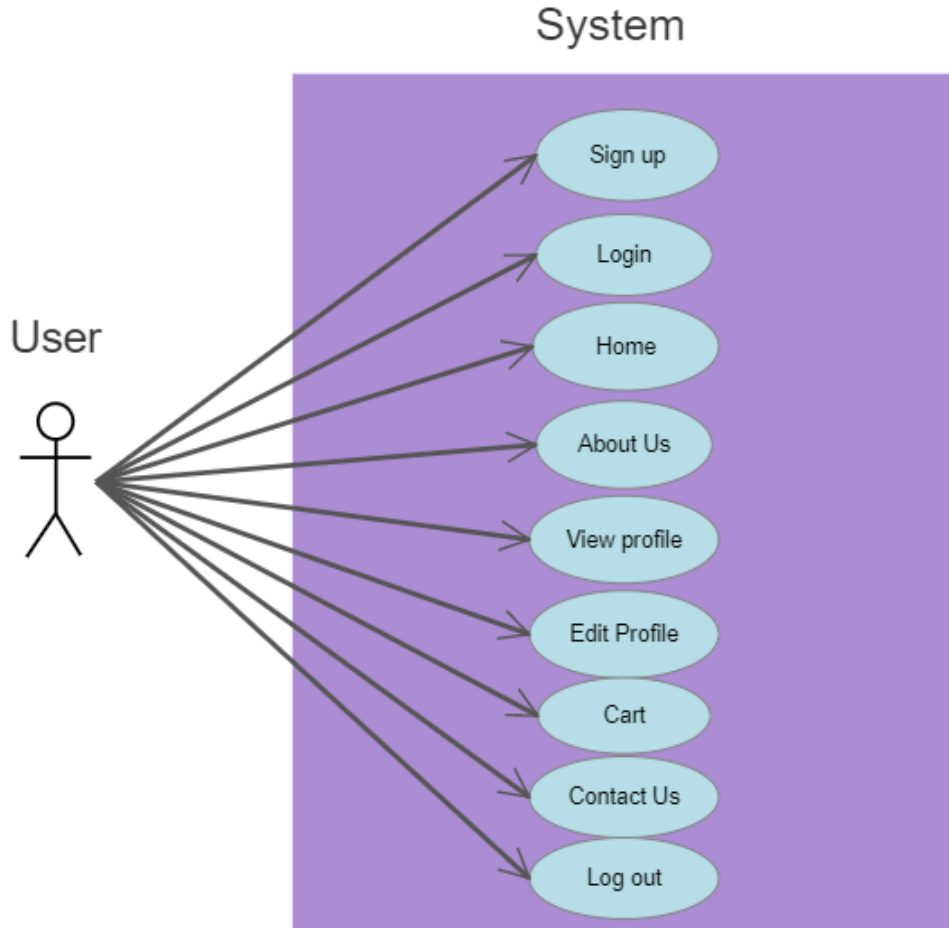 System
Sign up
Login
User
Home
About Us
View profile
Edit Profile
Cart
Contact Us
Log out